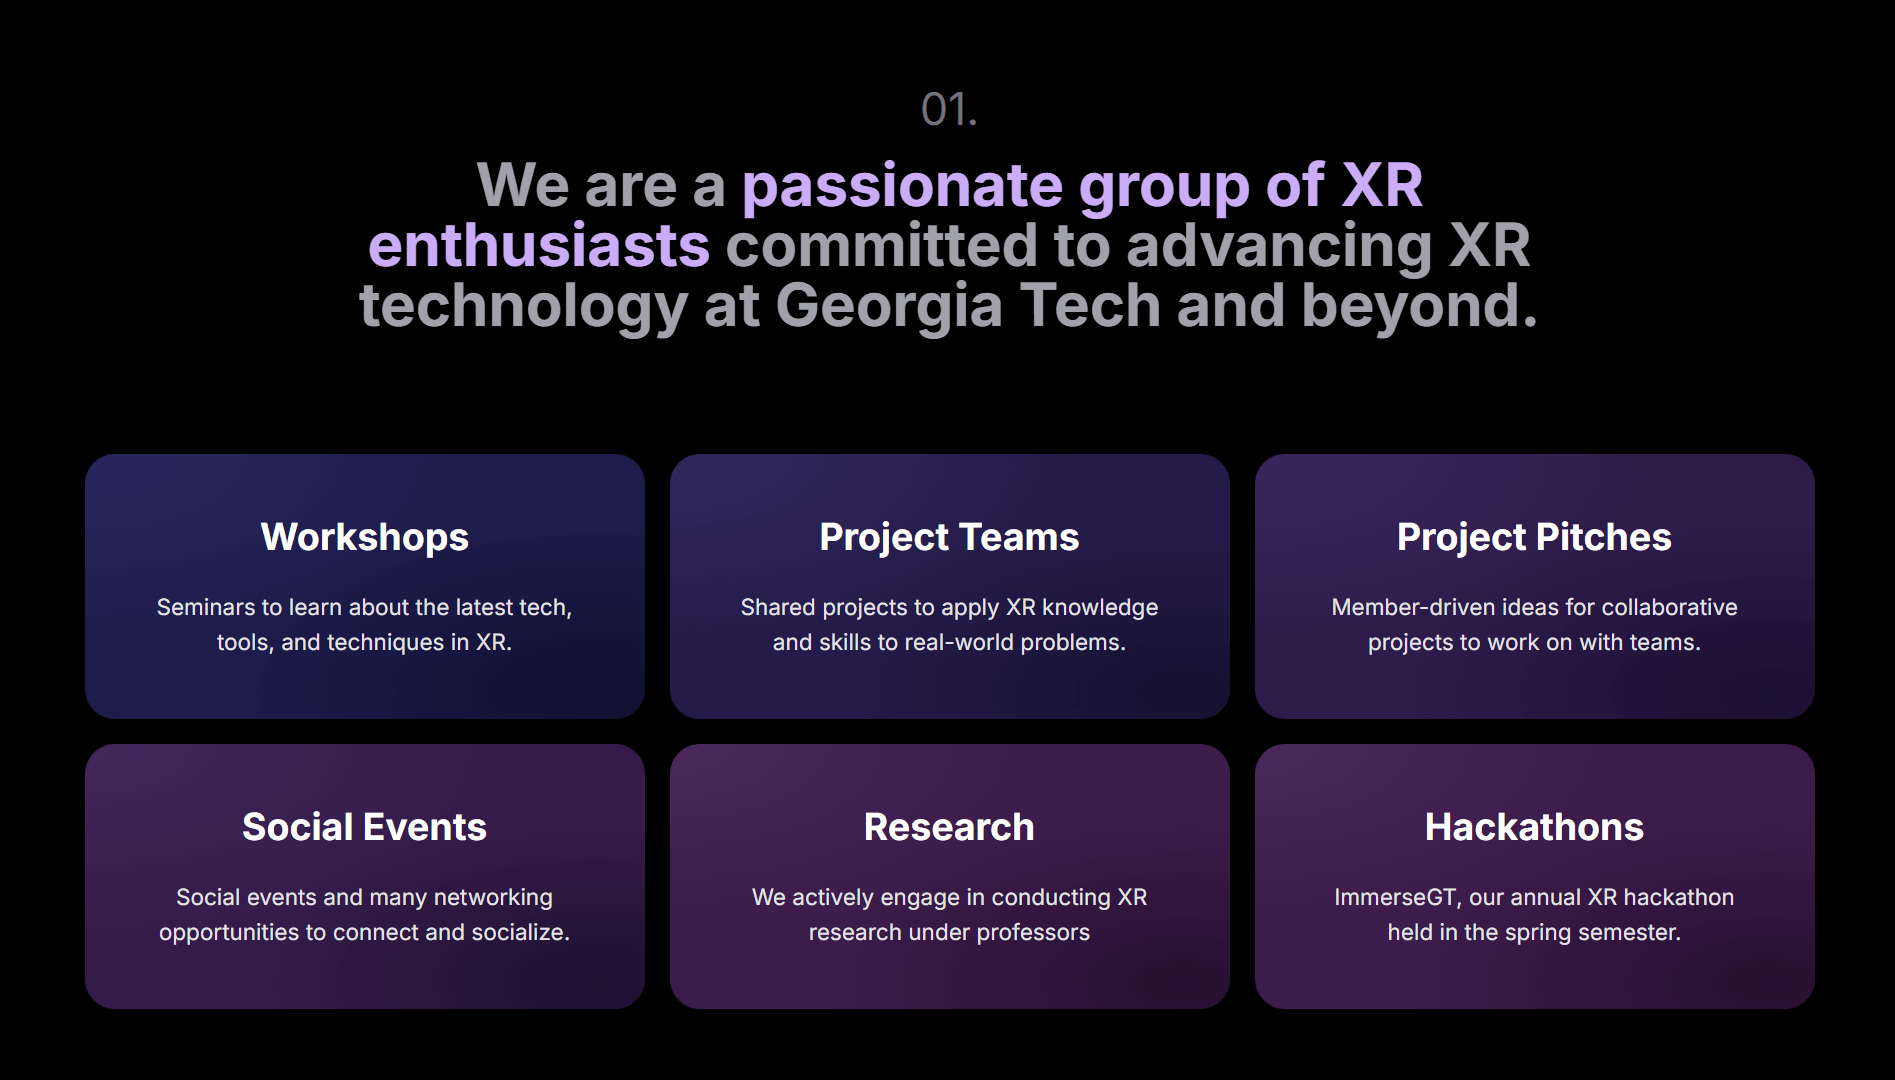 01.
We are a passionate group of XR
enthusiasts committed to advancing XR
technology at Georgia Tech and beyond.
Workshops
Seminars to learn about the latest tech,
tools, and techniques in XR.
Project Teams
Shared projects to apply XR knowledge
and skills to real-world problems.
Project Pitches
Member-driven ideas for collaborative
projects to work on with teams.
Social Events
Social events and many networking
opportunities to connect and socialize.
Research
We actively engage in conducting XR
research under professors
Hackathons
ImmerseGT, our annual XR hackathon
held in the spring semester.